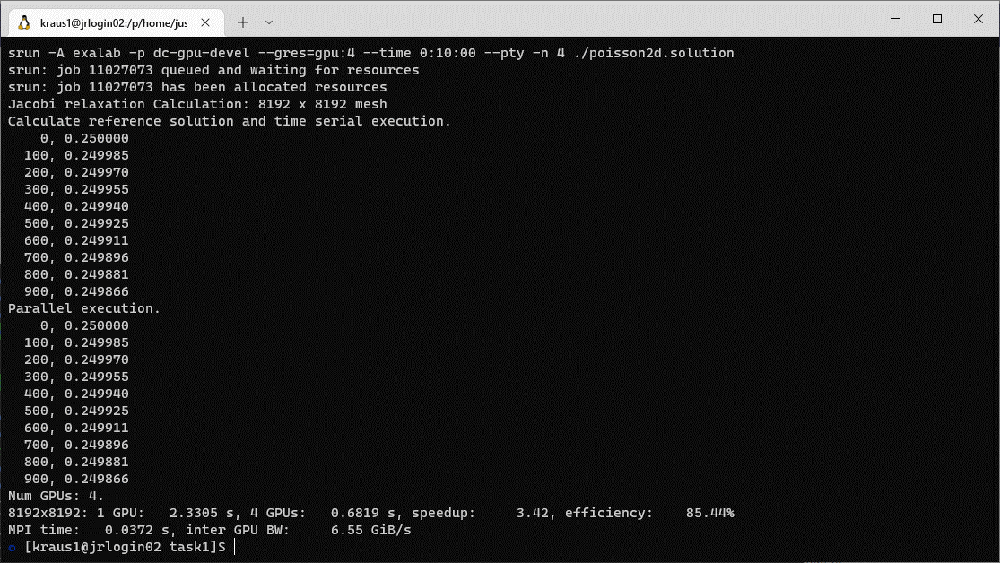 kraus1@jrlogin02:/p/home/jus
srun -A exalab -p dc-gpu-devel --gres=gpu:4 --time 0:10:00 --pty -n 4 ./poisson2d.solution
srun: job 11027073 queued and waiting for resources
srun: job 11027073 has been allocated resources
Jacobi relaxation Calculation: 8192 x 8192 mesh
Calculate reference solution and time serial execution.
    0, 0.250000
  100, 0.249985
  200, 0.249970
  300, 0.249955
  400, 0.249940
  500, 0.249925
  600, 0.249911
  700, 0.249896
  800, 0.249881
  900, 0.249866
Parallel execution.
    0, 0.250000
  100, 0.249985
  200, 0.249970
  300, 0.249955
  400, 0.249940
  500, 0.249925
  600, 0.249911
  700, 0.249896
  800, 0.249881
  900, 0.249866
Num GPUs: 4.
8192x8192: 1 GPU:   2.3305 s, 4 GPUs:   0.6819 s, speedup:     3.42, efficiency:    85.44%
MPI time:   0.0372 s, inter GPU BW:     6.55 GiB/s
[kraus1@jrlogin02 task1]$